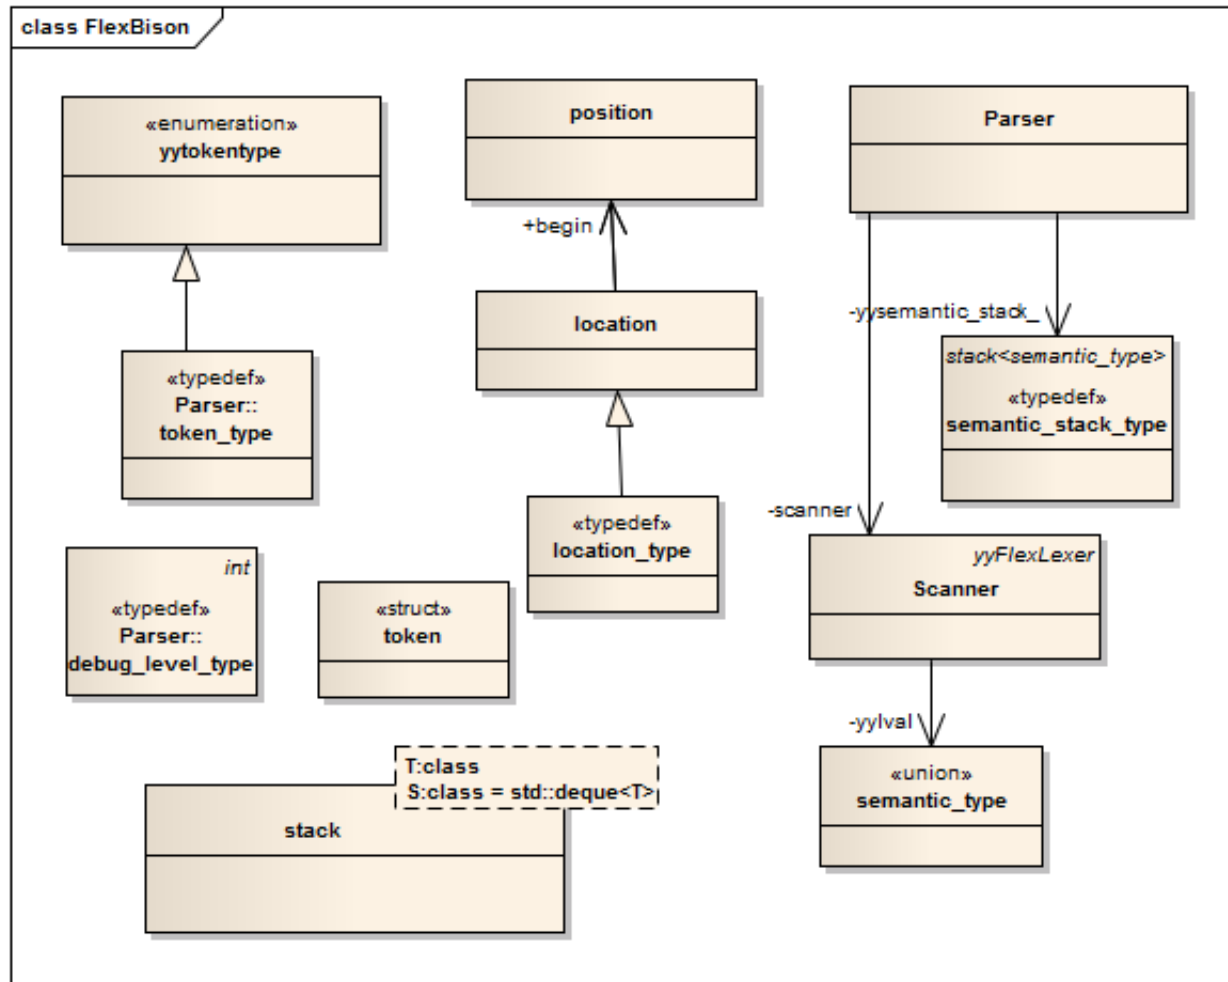 class FlexBison
«enumeration»
yytokentype
position
Parser
+begin
location
-yysemantic_stack_
stack<semantic_type>
«typedef»
semantic_stack_type
«typedef»
Parser::
token_type
-scanner
«typedef»
location_type
yyFlexLexer
Scanner
int
«typedef»
Parser::
debug_level_type
«struct»
token
-yylval
«union»
semantic_type
T:class
S:class = std::deque<T>
stack